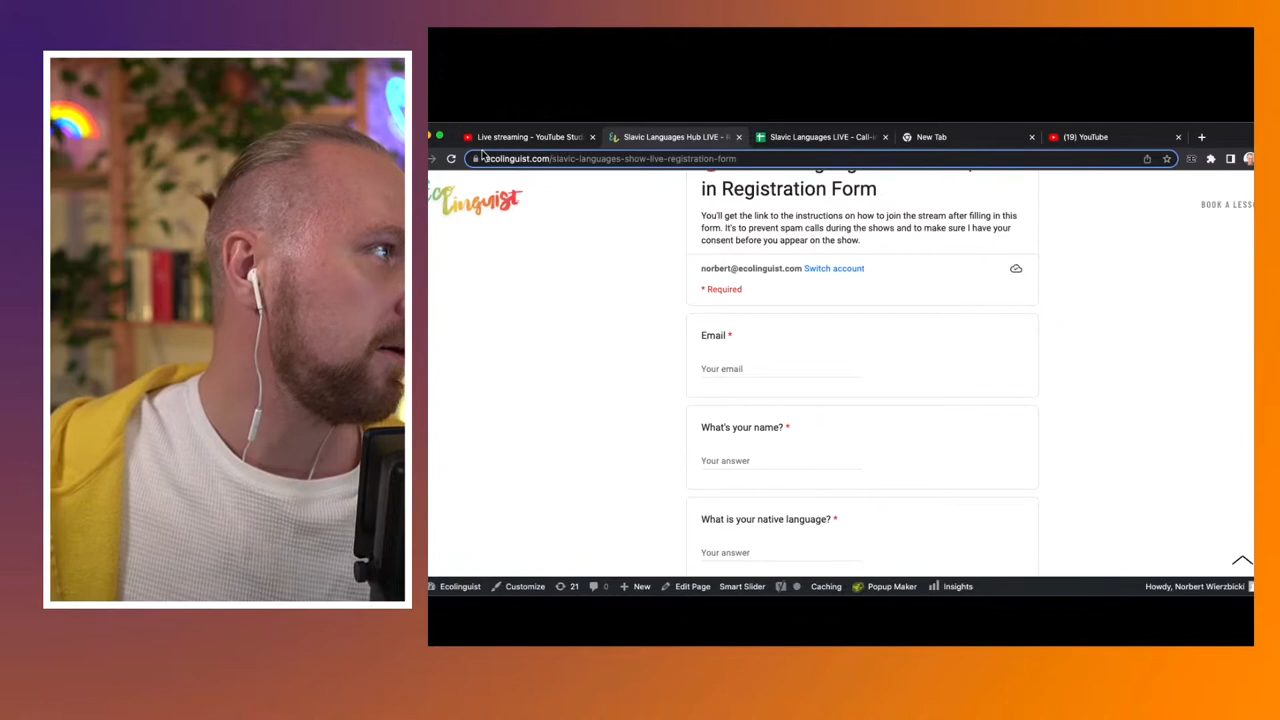 Live streaming - YouTube Stud
Slavic Languages Hub LIVE - R
Slavic Languages LIVE - Call-i
New Tab
(19) YouTube
ecolinguist.com/slavic-languages-show-live-registration-form
Eco
Linguist
BOOK A LESS
in Registration Form
You'll get the link to the instructions on how to join the stream after filling in this
form. It's to prevent spam calls during the shows and to make sure I have your
consent before you appear on the show.
norbert@ecolinguist.com Switch account
* Required
Email *
Your email
What's your name? *
Your answer
What is your native language? *
Your answer
Ecolinguist
Customize
21
0
New
Edit Page
Smart Slider
Caching
Popup Maker
Insights
Howdy, Norbert Wierzbicki